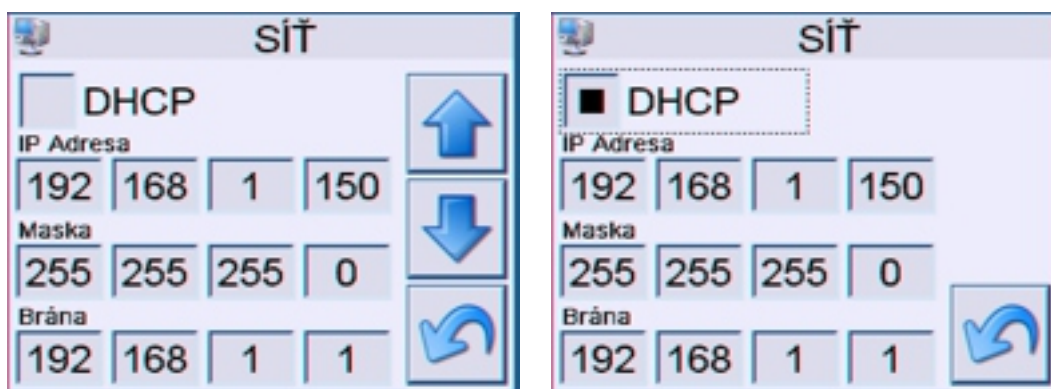 SÍŤ
DHCP
IP Adresa
192 168 1 150
Maska
255 255 255 0
Brána
192 168 1 1
SÍŤ
DHCP
IP Adresa
192 168 1 150
Maska
255 255 255 0
Brána
192 168 1 1